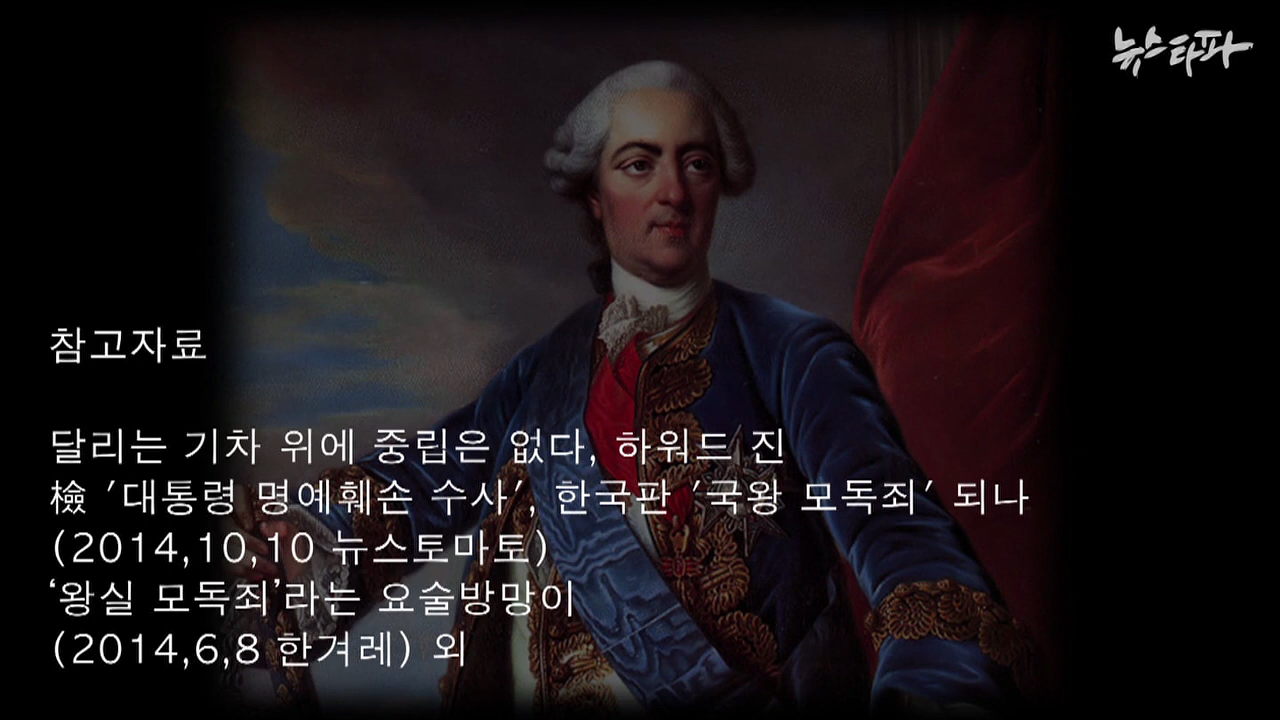 뉴스타파
참고자료
달리는 기차 위에 중립은 없다, 하워드 진
檢 '대통령 명예훼손 수사', 한국판 '국왕 모독죄' 되나
(2014,10,10 뉴스토마토)
‘왕실 모독죄’라는 요술방망이
(2014,6,8 한겨레) 외